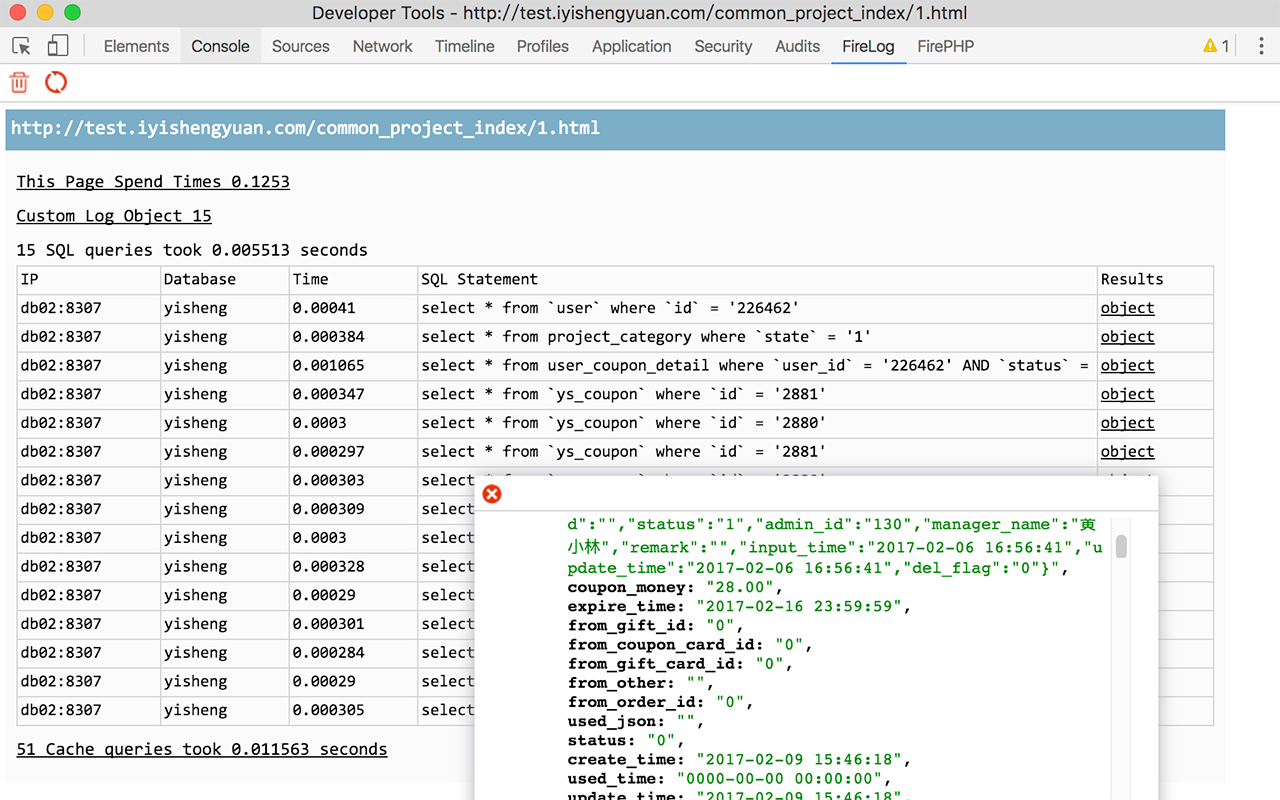 Developer Tools - http://test.iyishengyuan.com/common_project_index/1.html
Elements Console Sources Network Timeline Profiles Application Security Audits FireLog FirePHP 1
http://test.iyishengyuan.com/common_project_index/1.html
This Page Spend Times 0.1253
Custom Log Object 15
15 SQL queries took 0.005513 seconds
IP Database Time SQL Statement Results
db02:8307 yisheng 0.00041 select * from `user` where `id` = '226462' object
db02:8307 yisheng 0.000384 select * from project_category where `state` = '1' object
db02:8307 yisheng 0.001065 select * from user_coupon_detail where `user_id` = '226462' AND `status` = object
db02:8307 yisheng 0.000347 select * from `ys_coupon` where `id` = '2881' object
db02:8307 yisheng 0.0003 select * from `ys_coupon` where `id` = '2880' object
db02:8307 yisheng 0.000297 select * from `ys_coupon` where `id` = '2881' object
db02:8307 yisheng 0.000303 select
db02:8307 yisheng 0.000309 select
db02:8307 yisheng 0.0003 select
db02:8307 yisheng 0.000328 select
db02:8307 yisheng 0.00029 select
db02:8307 yisheng 0.000301 select
db02:8307 yisheng 0.000284 select
db02:8307 yisheng 0.00029 select
db02:8307 yisheng 0.000305 select
51 Cache queries took 0.011563 seconds
d":"","status":"1","admin_id":"130","manager_name":"黄
小林","remark":"","input_time":"2017-02-06 16:56:41","u
pdate_time":"2017-02-06 16:56:41","del_flag":"0"}",
coupon_money: "28.00",
expire_time: "2017-02-16 23:59:59",
from_gift_id: "0",
from_coupon_card_id: "0",
from_gift_card_id: "0",
from_other: "",
from_order_id: "0",
used_json: "",
status: "0",
create_time: "2017-02-09 15:46:18",
used_time: "0000-00-00 00:00:00",
update_time: "2017-02-09 15:46:18",